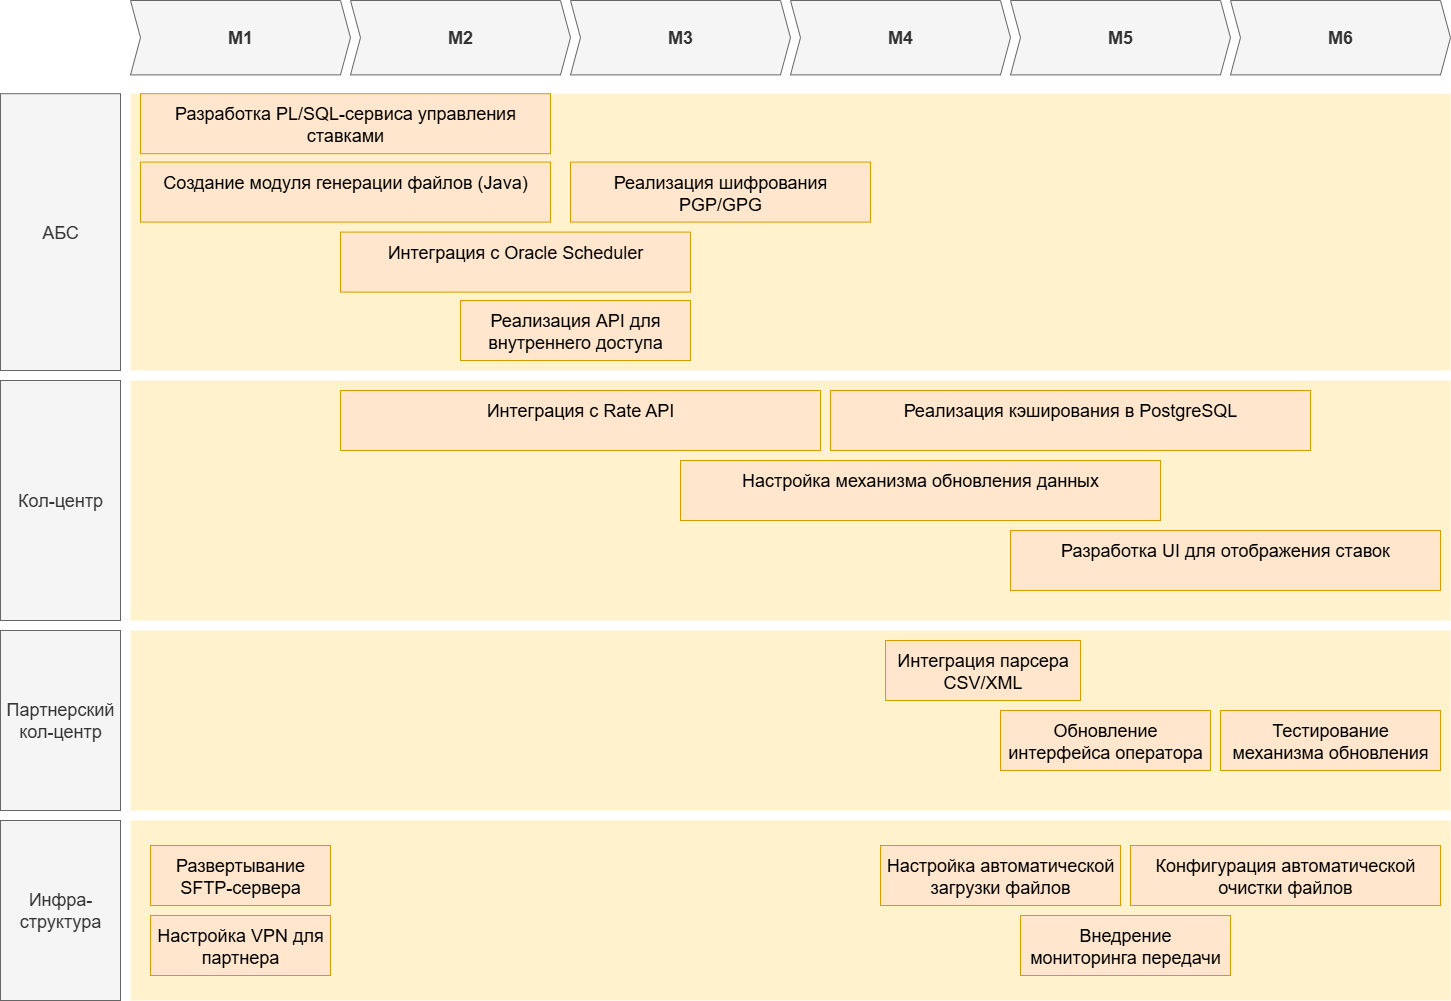 M1
M2
M3
M4
M5
M6
АБС
Разработка PL/SQL-сервиса управления
ставками
Создание модуля генерации файлов (Java)
Реализация шифрования
PGP/GPG
Интеграция с Oracle Scheduler
Реализация API для
внутреннего доступа
Кол-центр
Интеграция с Rate API
Реализация кэширования в PostgreSQL
Настройка механизма обновления данных
Разработка UI для отображения ставок
Партнерский
кол-центр
Интеграция парсера
CSV/XML
Обновление
интерфейса оператора
Тестирование
механизма обновления
Инфра-
структура
Развертывание
SFTP-сервера
Настройка автоматической
загрузки файлов
Конфигурация автоматической
очистки файлов
Настройка VPN для
партнера
Внедрение
мониторинга передачи